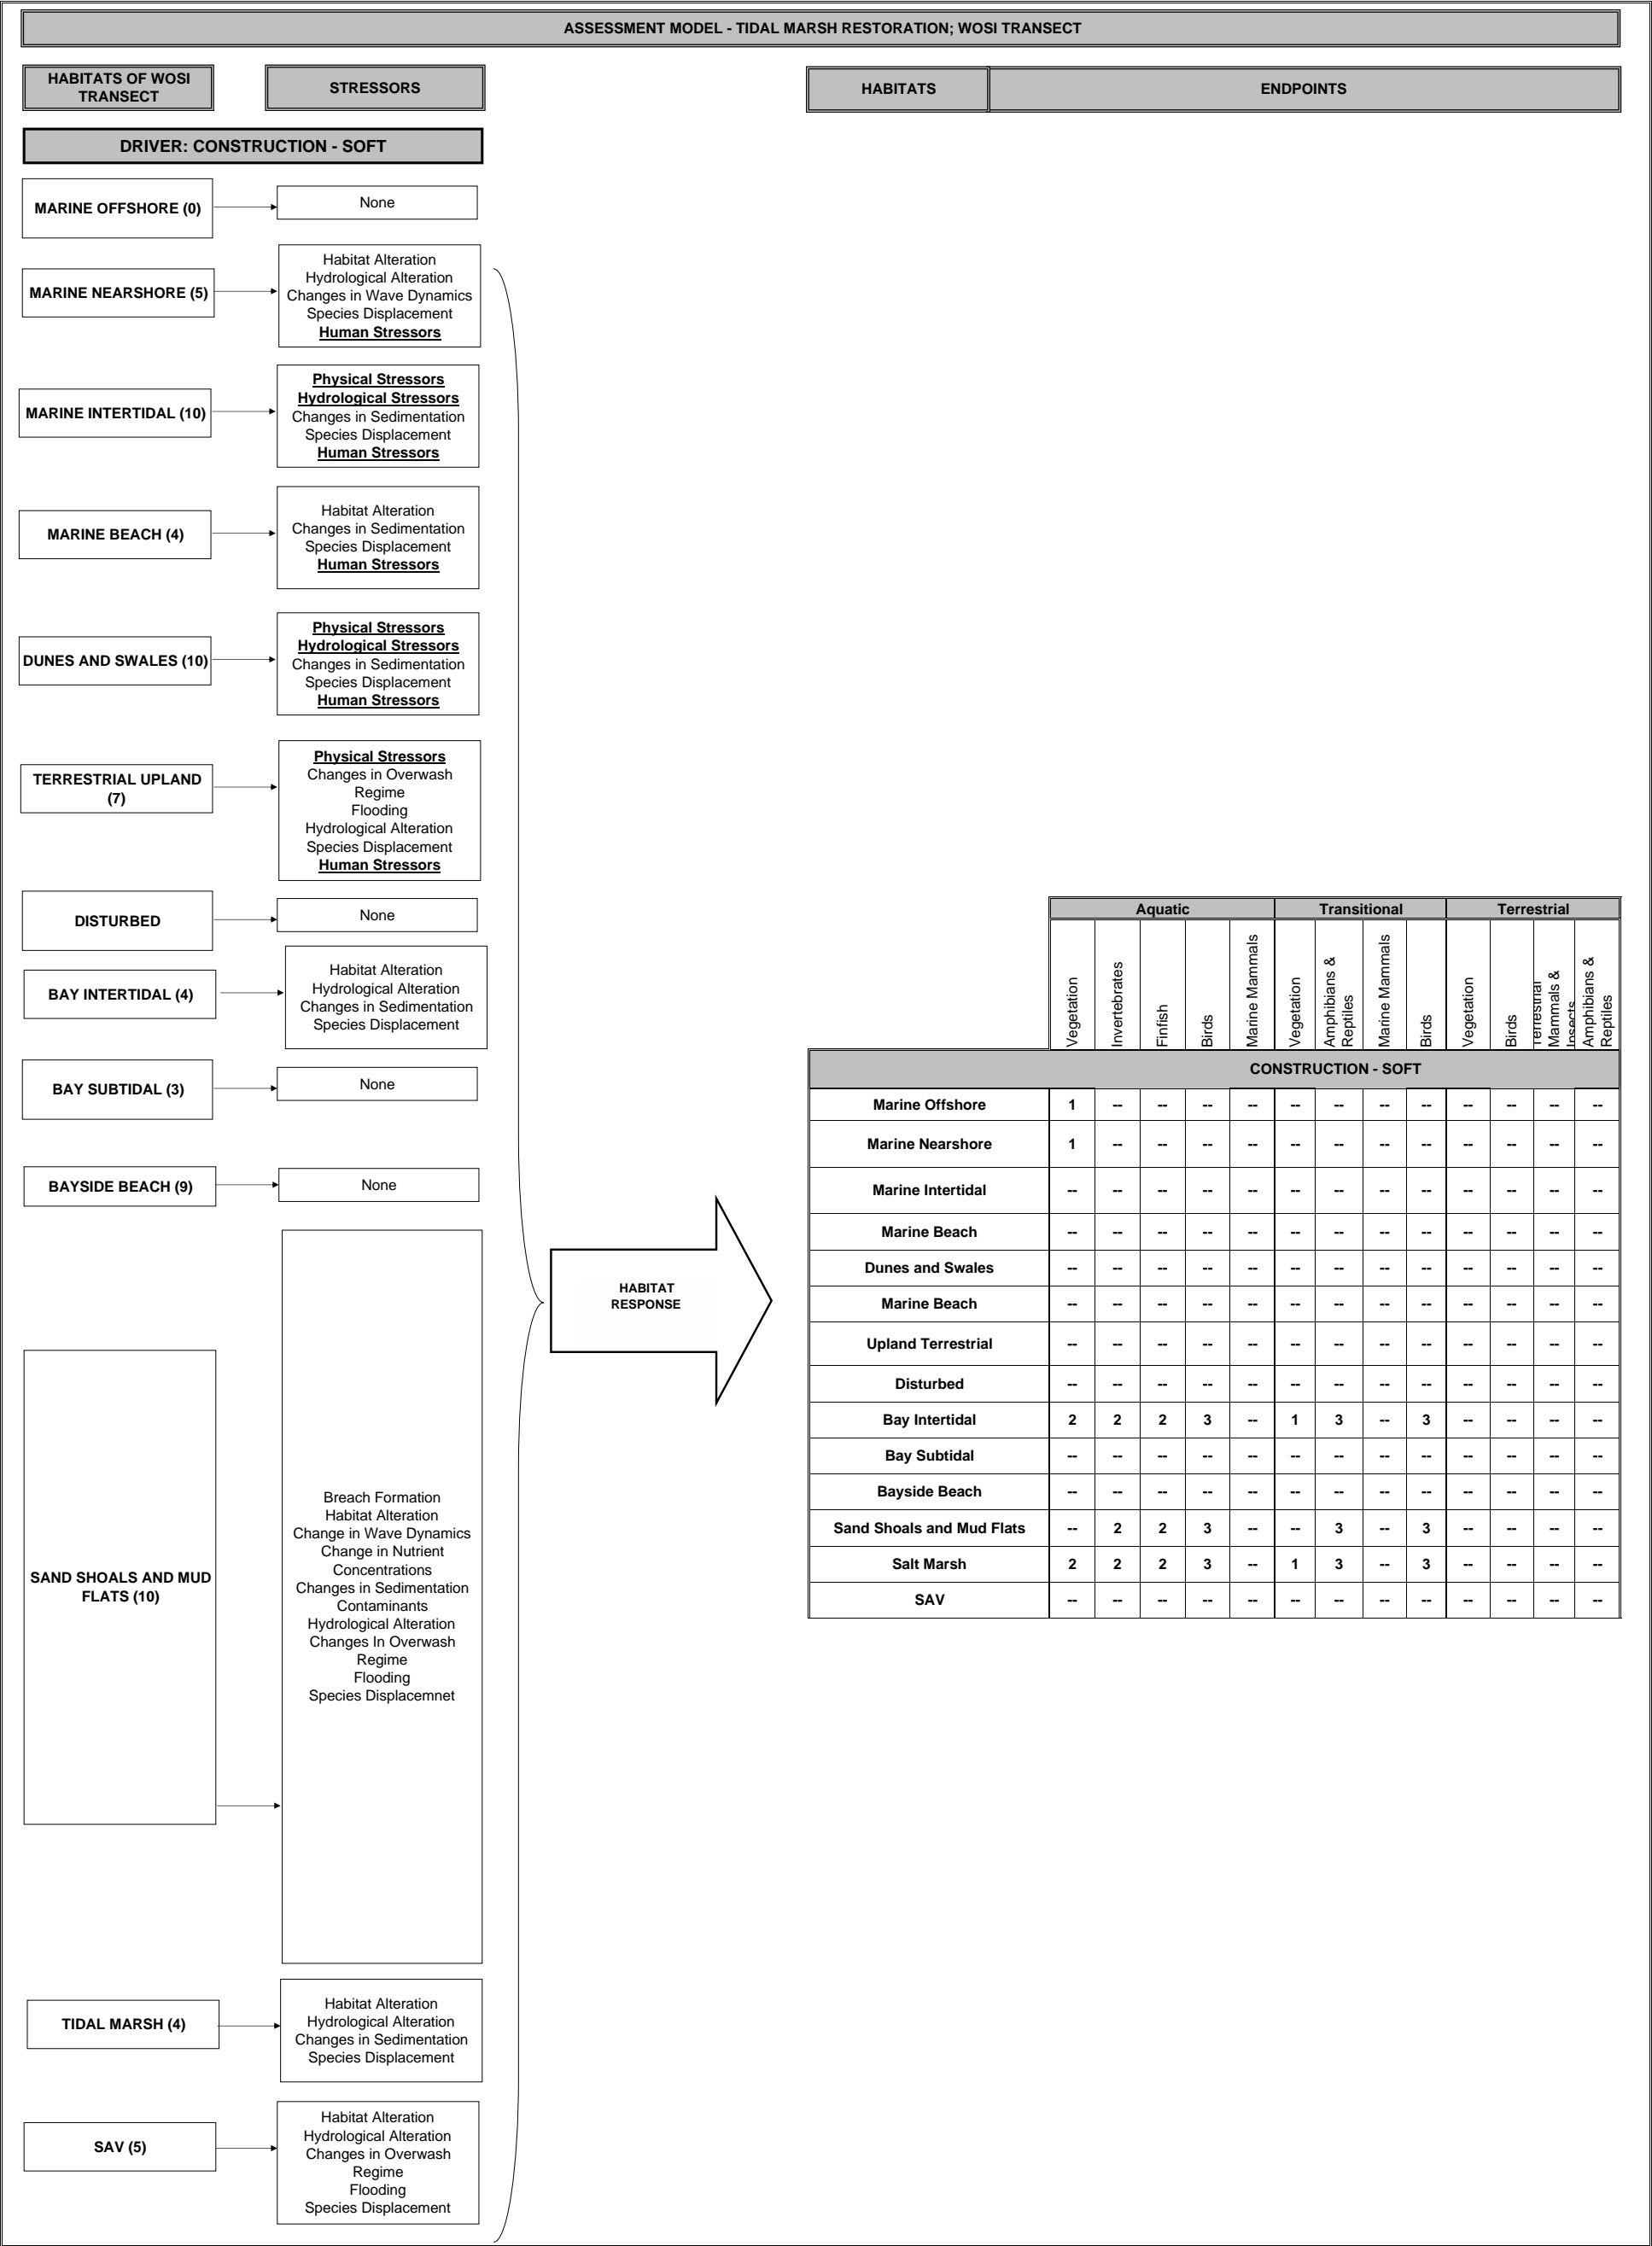 ASSESSMENT MODEL - TIDAL MARSH RESTORATION; WOSI TRANSECT
HABITATS OF WOSI
TRANSECT
STRESSORS
HABITATS
ENDPOINTS
DRIVER: CONSTRUCTION - SOFT
MARINE OFFSHORE (0)
None
MARINE NEARSHORE (5)
Habitat Alteration
Hydrological Alteration
Changes in Wave Dynamics
Species Displacement
Human Stressors
MARINE INTERTIDAL (10)
Physical Stressors
Hydrological Stressors
Changes in Sedimentation
Species Displacement
Human Stressors
MARINE BEACH (4)
Habitat Alteration
Changes in Sedimentation
Species Displacement
Human Stressors
DUNES AND SWALES (10)
Physical Stressors
Hydrological Stressors
Changes in Sedimentation
Species Displacement
Human Stressors
TERRESTRIAL UPLAND
(7)
Physical Stressors
Changes in Overwash
Regime
Flooding
Hydrological Alteration
Species Displacement
Human Stressors
DISTURBED
None
BAY INTERTIDAL (4)
Habitat Alteration
Hydrological Alteration
Changes in Sedimentation
Species Displacement
BAY SUBTIDAL (3)
None
BAYSIDE BEACH (9)
None
SAND SHOALS AND MUD
FLATS (10)
Breach Formation
Habitat Alteration
Change in Wave Dynamics
Change in Nutrient
Concentrations
Changes in Sedimentation
Contaminants
Hydrological Alteration
Changes In Overwash
Regime
Flooding
Species Displacemnet
TIDAL MARSH (4)
Habitat Alteration
Hydrological Alteration
Changes in Sedimentation
Species Displacement
SAV (5)
Habitat Alteration
Hydrological Alteration
Changes in Overwash
Regime
Flooding
Species Displacement
HABITAT
RESPONSE
Aquatic Transitional Terrestrial
Vegetation
Invertebrates
Finfish
Birds
Marine Mammals
Vegetation
Amphibians &
Reptiles
Marine Mammals
Birds
Vegetation
Birds
Terrestrial
Mammals &
Insects
Amphibians &
Reptiles
CONSTRUCTION - SOFT
Marine Offshore 1 -- -- -- -- -- -- -- -- -- -- -- --
Marine Nearshore 1 -- -- -- -- -- -- -- -- -- -- -- --
Marine Intertidal -- -- -- -- -- -- -- -- -- -- -- -- --
Marine Beach -- -- -- -- -- -- -- -- -- -- -- -- --
Dunes and Swales -- -- -- -- -- -- -- -- -- -- -- -- --
Marine Beach -- -- -- -- -- -- -- -- -- -- -- -- --
Upland Terrestrial -- -- -- -- -- -- -- -- -- -- -- -- --
Disturbed -- -- -- -- -- -- -- -- -- -- -- -- --
Bay Intertidal 2 2 2 3 -- 1 3 -- 3 -- -- -- --
Bay Subtidal -- -- -- -- -- -- -- -- -- -- -- -- --
Bayside Beach -- -- -- -- -- -- -- -- -- -- -- -- --
Sand Shoals and Mud Flats -- 2 2 3 -- -- 3 -- 3 -- -- -- --
Salt Marsh 2 2 2 3 -- 1 3 -- 3 -- -- -- --
SAV -- -- -- -- -- -- -- -- -- -- -- -- --